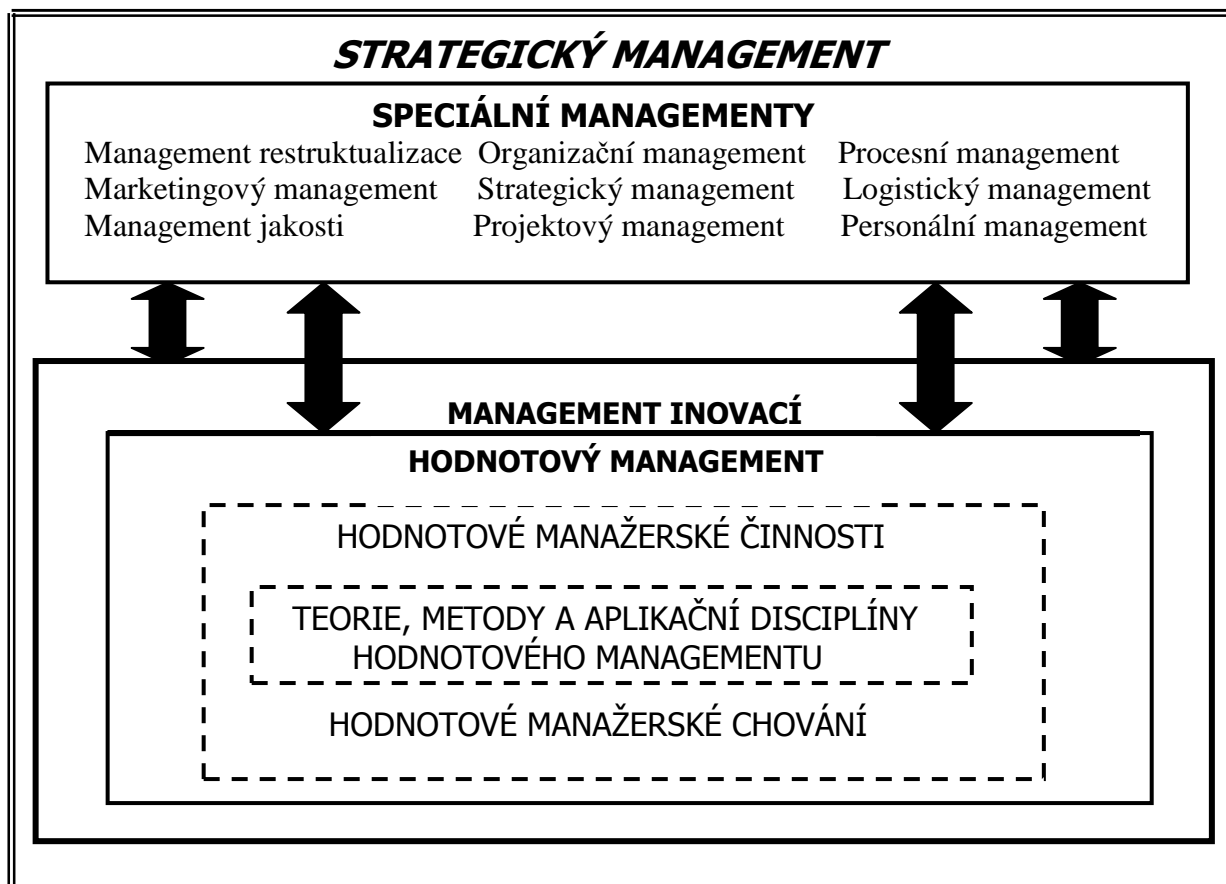 STRATEGICKÝ MANAGEMENT
SPECIÁLNÍ MANAGEMENTY
Management restruktualizace Organizační management Procesní management
Marketingový management Strategický management Logistický management
Management jakosti Projektový management Personální management
MANAGEMENT INOVACÍ
HODNOTOVÝ MANAGEMENT
HODNOTOVÉ MANAŽERSKÉ ČINNOSTI
TEORIE, METODY A APLIKAČNÍ DISCIPLÍNY
HODNOTOVÉHO MANAGEMENTU
HODNOTOVÉ MANAŽERSKÉ CHOVÁNÍ